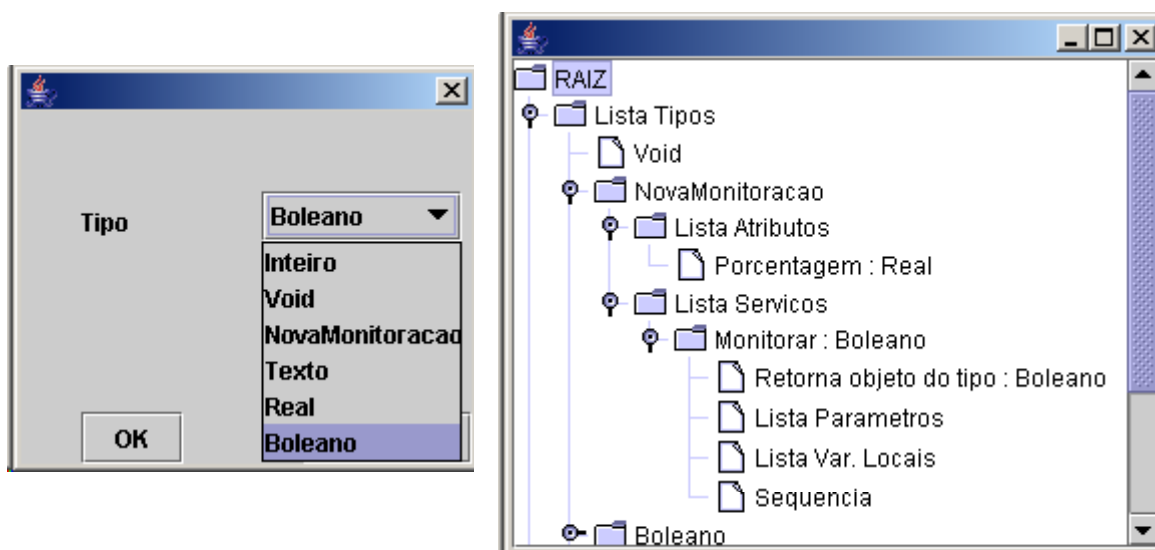 Tipo
Boleano
Inteiro
Void
NovaMonitoracao
Texto
Real
Boleano
OK
RAIZ
Lista Tipos
Void
NovaMonitoracao
Lista Atributos
Porcentagem : Real
Lista Servicos
Monitorar : Boleano
Retorna objeto do tipo : Boleano
Lista Parametros
Lista Var. Locais
Sequencia
Boleano